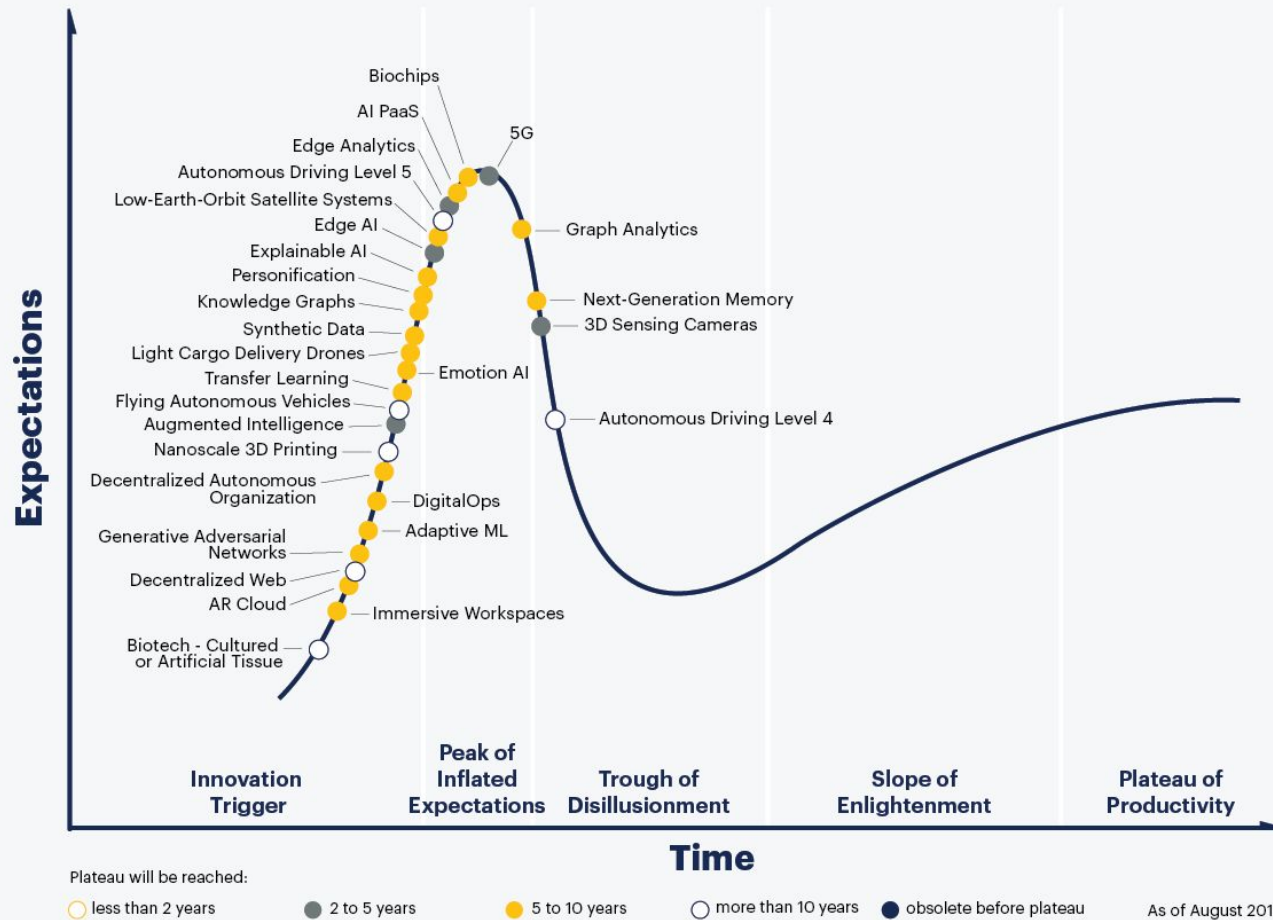 Biochips
AI PaaS
5G
Edge Analytics
Autonomous Driving Level 5
Low-Earth-Orbit Satellite Systems
Edge AI
Graph Analytics
Explainable AI
Personification
Knowledge Graphs
Next-Generation Memory
Synthetic Data
3D Sensing Cameras
Light Cargo Delivery Drones
Emotion AI
Transfer Learning
Flying Autonomous Vehicles
Augmented Intelligence
Autonomous Driving Level 4
Nanoscale 3D Printing
Decentralized Autonomous
Organization
DigitalOps
Adaptive ML
Generative Adversarial
Networks
Decentralized Web
AR Cloud
Immersive Workspaces
Biotech - Cultured
or Artificial Tissue
Expectations
Innovation
Trigger
Peak of
Inflated
Expectations
Trough of
Disillusionment
Slope of
Enlightenment
Plateau of
Productivity
Time
Plateau will be reached:
less than 2 years
2 to 5 years
5 to 10 years
more than 10 years
obsolete before plateau
As of August 201